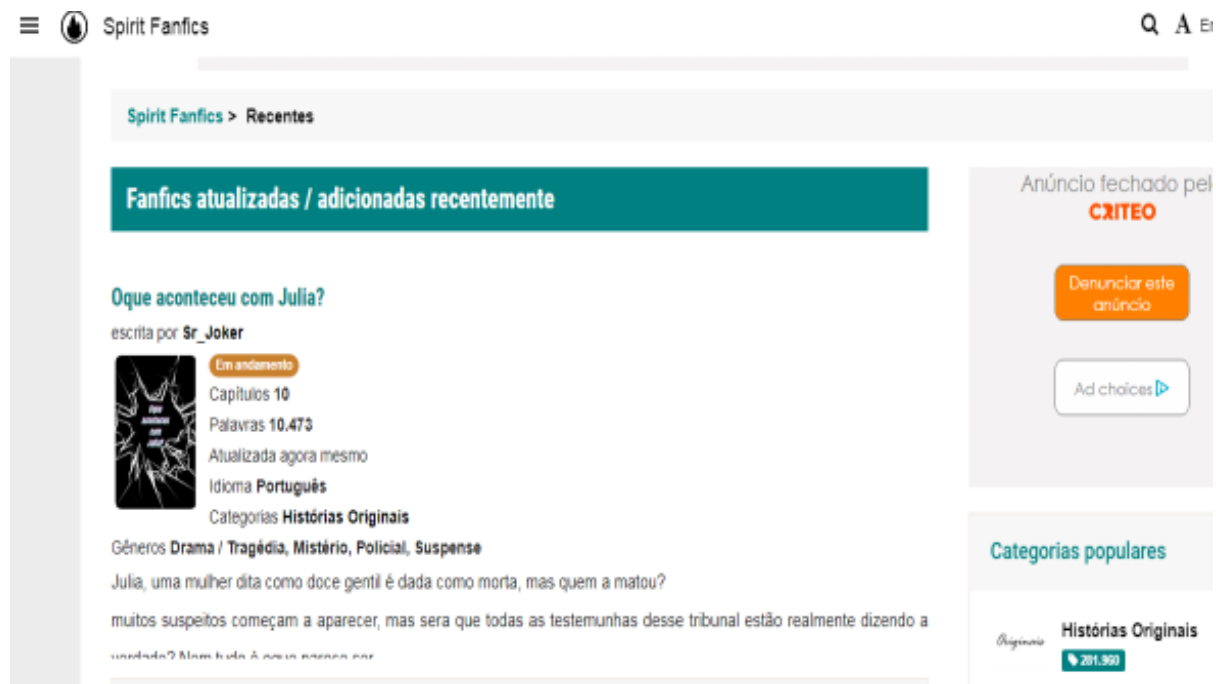 Spirit Fanfics
A
Spirit Fanfics > Recentes
Fanfics atualizadas / adicionadas recentemente
Oque aconteceu com Julia?
escrita por Sr_Joker
Em andamento
Capítulos 10
Palavras 10.473
Atualizada agora mesmo
Idioma Português
Categorias Histórias Originais
Gêneros Drama / Tragédia, Mistério, Policial, Suspense
Julia, uma mulher dita como doce gentil é dada como morta, mas quem a matou?
muitos suspeitos começam a aparecer, mas sera que todas as testemunhas desse tribunal estão realmente dizendo a
Anúncio fechado pel
CRITEO
Denunciar este
anúncio
Ad choices
Categorias populares
Originais
Histórias Originais
281.960